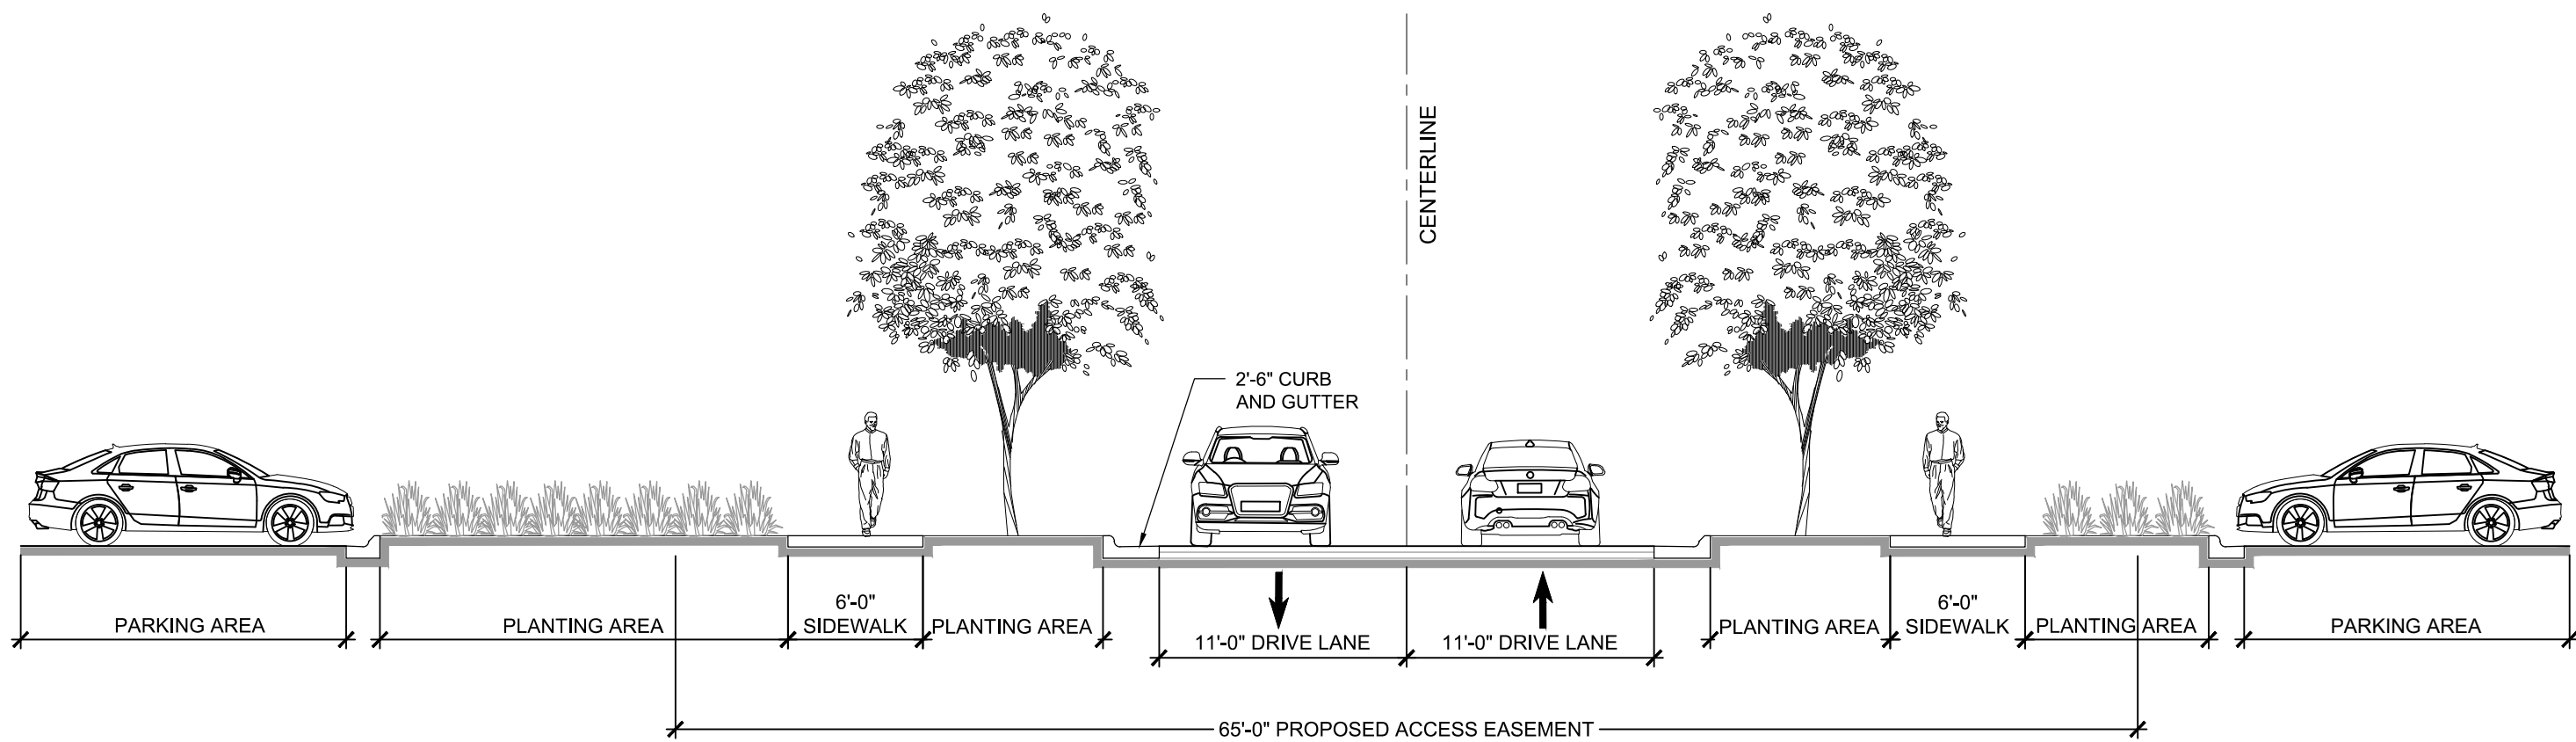 CENTERLINE
2'-6" CURB
AND GUTTER
PARKING AREA
PLANTING AREA
6'-0"
SIDEWALK
PLANTING AREA
11'-0" DRIVE LANE
11'-0" DRIVE LANE
PLANTING AREA
6'-0"
SIDEWALK
PLANTING AREA
PARKING AREA
65'-0" PROPOSED ACCESS EASEMENT